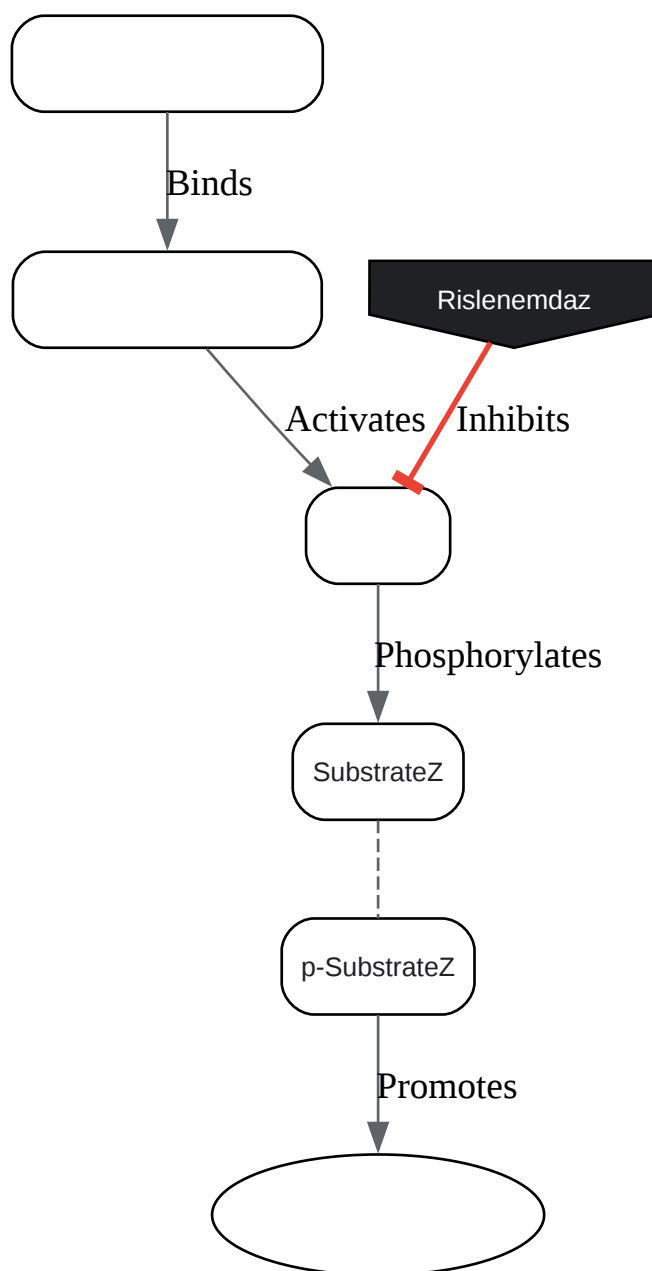 Binds
Rislenemdaz
Activates
Inhibits
Phosphorylates
SubstrateZ
p-SubstrateZ
Promotes